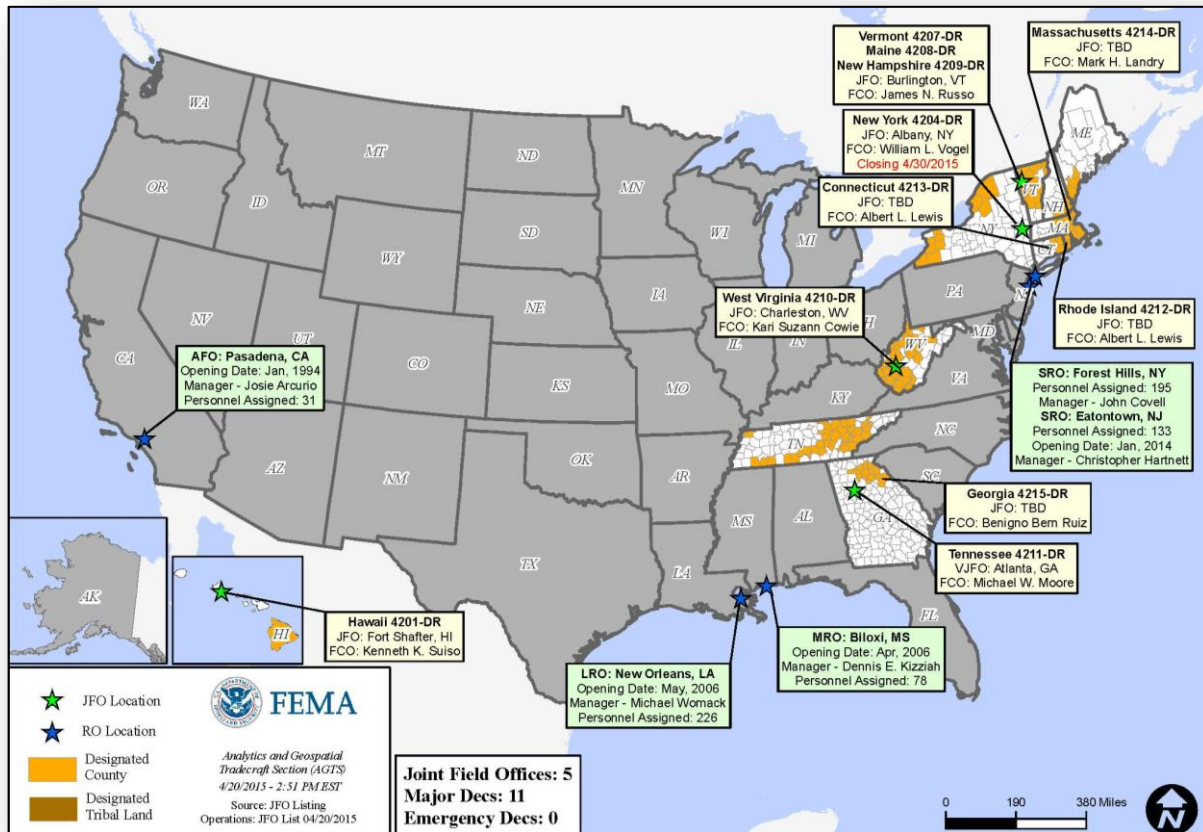 Vermont 4207-DR
Maine 4208-DR
New Hampshire 4209-DR
JFO: Burlington, VT
FCO: James N. Russo
Massachusetts 4214-DR
JFO: TBD
FCO: Mark H. Landry
New York 4204-DR
JFO: Albany, NY
FCO: William L. Vogel
Closing 4/30/2015
Connecticut 4213-DR
JFO: TBD
FCO: Albert L. Lewis
West Virginia 4210-DR
JFO: Charleston, WV
FCO: Kari Suzann Cowie
Rhode Island 4212-DR
JFO: TBD
FCO: Albert L. Lewis
AFO: Pasadena, CA
Opening Date: Jan, 1994
Manager - Josie Arcurio
Personnel Assigned: 31
SRO: Forest Hills, NY
Personnel Assigned: 195
Manager - John Covell
SRO: Eatontown, NJ
Personnel Assigned: 133
Opening Date: Jan, 2014
Manager - Christopher Hartnett
Georgia 4215-DR
JFO: TBD
FCO: Benigno Bern Ruiz
Tennessee 4211-DR
VJFO: Atlanta, GA
FCO: Michael W. Moore
Hawaii 4201-DR
JFO: Fort Shafter, HI
FCO: Kenneth K. Suiso
MRO: Biloxi, MS
Opening Date: Apr, 2006
Manager - Dennis E. Kizziah
Personnel Assigned: 78
LRO: New Orleans, LA
Opening Date: May, 2006
Manager - Michael Womack
Personnel Assigned: 226
WA
MT
ND
MN
ME
OR
ID
SD
WI
MI
VT
NH
NY
MA
CT
WY
NE
IA
PA
NV
UT
CO
KS
IL
IN
H
WV
MD
VA
CA
MO
KY
AZ
NM
OK
AR
TN
NC
SC
TX
LA
MS
AL
GA
FL
AK
HI
JFO Location
RO Location
Designated
County
Designated
Tribal Land
FEMA
Analytics and Geospatial
Tradecraft Section (AGTS)
4/20/2015 - 2:51 PM EST
Source: JFO Listing
Operations: JFO List 04/20/2015
Joint Field Offices: 5
Major Decs: 11
Emergency Decs: 0
0 190 380 Miles
N